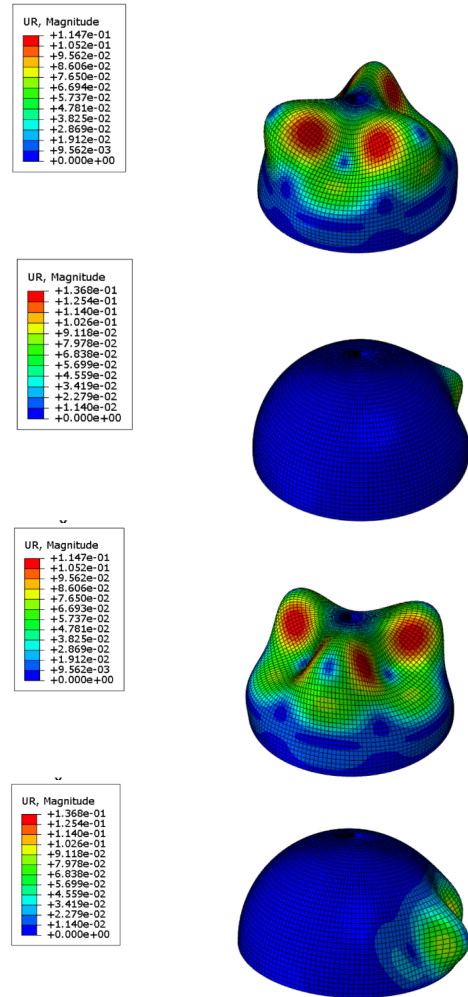 UR, Magnitude
+1.147e-01
+1.052e-01
+9.562e-02
+8.606e-02
+7.650e-02
+6.694e-02
+5.737e-02
+4.781e-02
+3.825e-02
+2.869e-02
+1.912e-02
+9.562e-03
+0.000e+00
UR, Magnitude
+1.368e-01
+1.254e-01
+1.140e-01
+1.026e-01
+9.118e-02
+7.978e-02
+6.838e-02
+5.699e-02
+4.559e-02
+3.419e-02
+2.279e-02
+1.140e-02
+0.000e+00
UR, Magnitude
+1.147e-01
+1.052e-01
+9.562e-02
+8.606e-02
+7.650e-02
+6.693e-02
+5.737e-02
+4.781e-02
+3.825e-02
+2.869e-02
+1.912e-02
+9.562e-03
+0.000e+00
UR, Magnitude
+1.368e-01
+1.254e-01
+1.140e-01
+1.026e-01
+9.118e-02
+7.978e-02
+6.838e-02
+5.699e-02
+4.559e-02
+3.419e-02
+2.279e-02
+1.140e-02
+0.000e+00